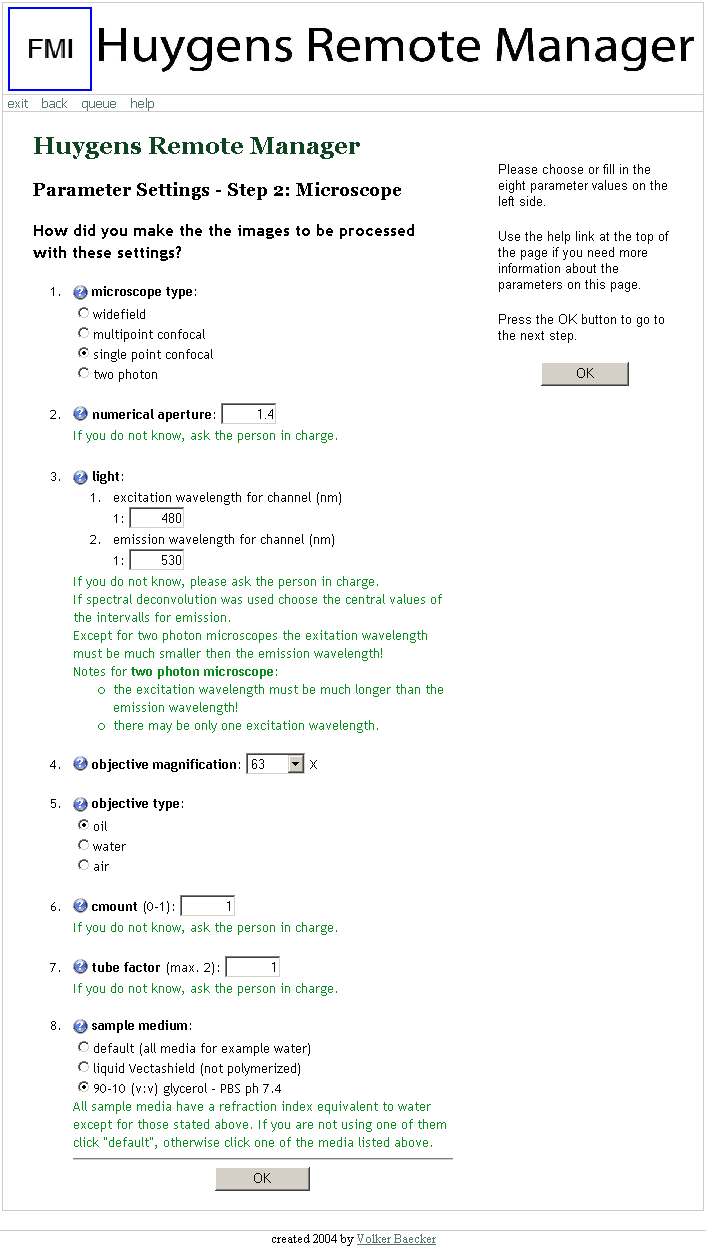 FMI Huygens Remote Manager
exit back queue help
Huygens Remote Manager
Parameter Settings - Step 2: Microscope
How did you make the the images to be processed
with these settings?
1. ? microscope type:
widefield
multipoint confocal
single point confocal
two photon
2. ? numerical aperture: 1.4
If you do not know, ask the person in charge.
3. ? light:
1. excitation wavelength for channel (nm)
1: 480
2. emission wavelength for channel (nm)
1: 530
If you do not know, please ask the person in charge.
If spectral deconvolution was used choose the central values of
the intervalls for emission.
Except for two photon microscopes the exitation wavelength
must be much smaller then the emission wavelength!
Notes for two photon microscope:
the excitation wavelength must be much longer than the
emission wavelength!
there may be only one excitation wavelength.
4. ? objective magnification: 63 X
5. ? objective type:
oil
water
air
6. ? cmount (0-1): 1
If you do not know, ask the person in charge.
7. ? tube factor (max. 2): 1
If you do not know, ask the person in charge.
8. ? sample medium:
default (all media for example water)
liquid Vectashield (not polymerized)
90-10 (v:v) glycerol - PBS ph 7.4
All sample media have a refraction index equivalent to water
except for those stated above. If you are not using one of them
click "default", otherwise click one of the media listed above.
OK
Please choose or fill in the
eight parameter values on the
left side.
Use the help link at the top of
the page if you need more
information about the
parameters on this page.
Press the OK button to go to
the next step.
OK
created 2004 by Volker Baecker